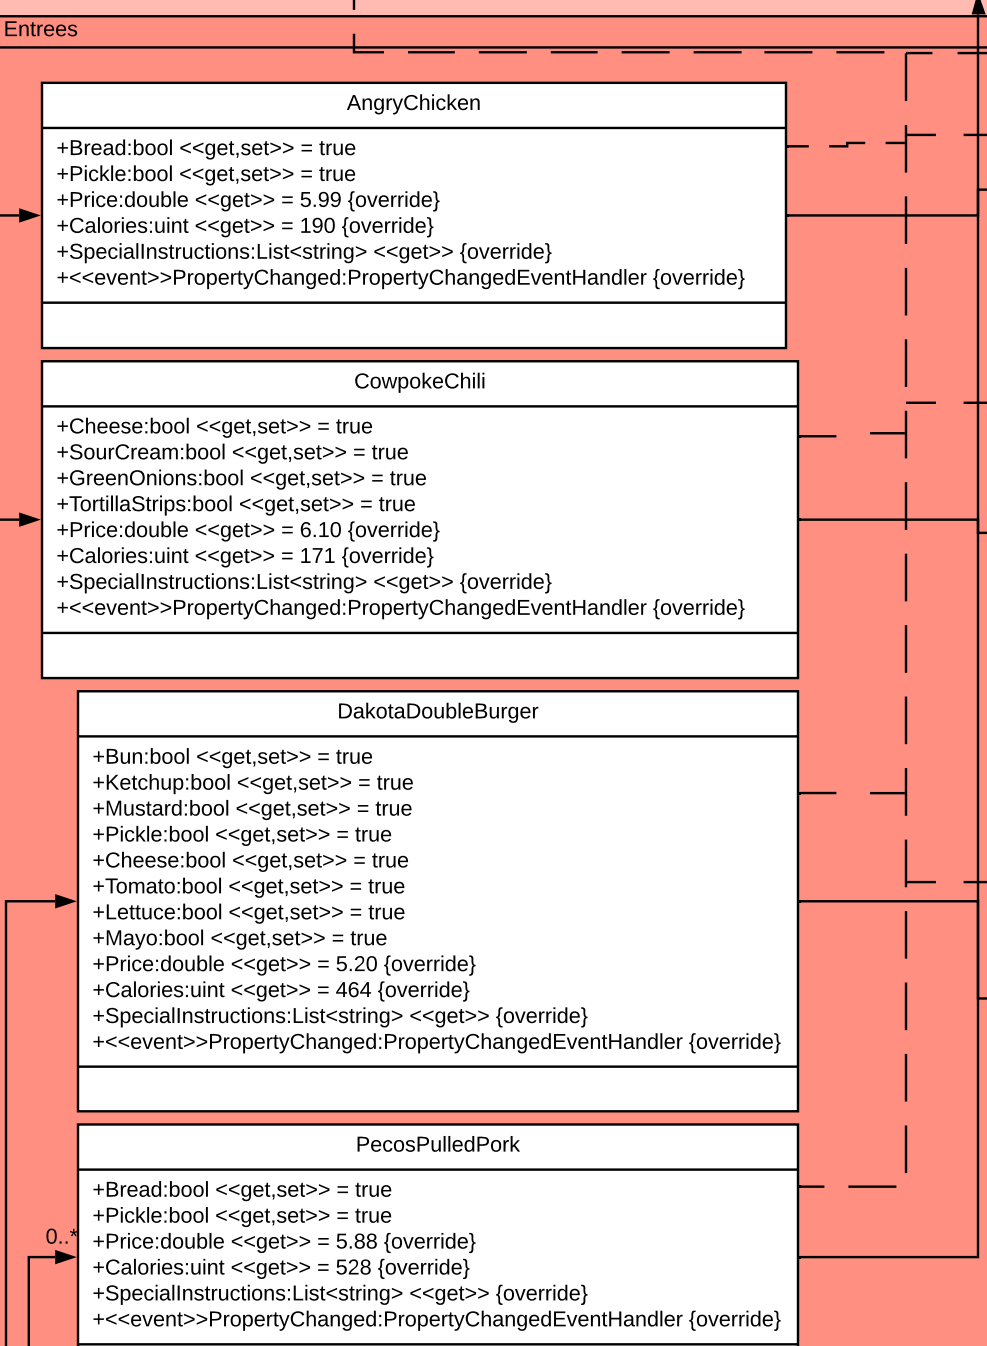 Entrees
AngryChicken
+Bread:bool <<get,set>> = true
+Pickle:bool <<get,set>> = true
+Price:double <<get>> = 5.99 {override}
+Calories:uint <<get>> = 190 {override}
+SpecialInstructions:List<string> <<get>> {override}
+<<event>>PropertyChanged:PropertyChangedEventHandler {override}
CowpokeChili
+Cheese:bool <<get,set>> = true
+SourCream:bool <<get,set>> = true
+GreenOnions:bool <<get,set>> = true
+TortillaStrips:bool <<get,set>> = true
+Price:double <<get>> = 6.10 {override}
+Calories:uint <<get>> = 171 {override}
+SpecialInstructions:List<string> <<get>> {override}
+<<event>>PropertyChanged:PropertyChangedEventHandler {override}
DakotaDoubleBurger
+Bun:bool <<get,set>> = true
+Ketchup:bool <<get,set>> = true
+Mustard:bool <<get,set>> = true
+Pickle:bool <<get,set>> = true
+Cheese:bool <<get,set>> = true
+Tomato:bool <<get,set>> = true
+Lettuce:bool <<get,set>> = true
+Mayo:bool <<get,set>> = true
+Price:double <<get>> = 5.20 {override}
+Calories:uint <<get>> = 464 {override}
+SpecialInstructions:List<string> <<get>> {override}
+<<event>>PropertyChanged:PropertyChangedEventHandler {override}
PecosPulledPork
+Bread:bool <<get,set>> = true
+Pickle:bool <<get,set>> = true
0..*
+Price:double <<get>> = 5.88 {override}
+Calories:uint <<get>> = 528 {override}
+SpecialInstructions:List<string> <<get>> {override}
+<<event>>PropertyChanged:PropertyChangedEventHandler {override}